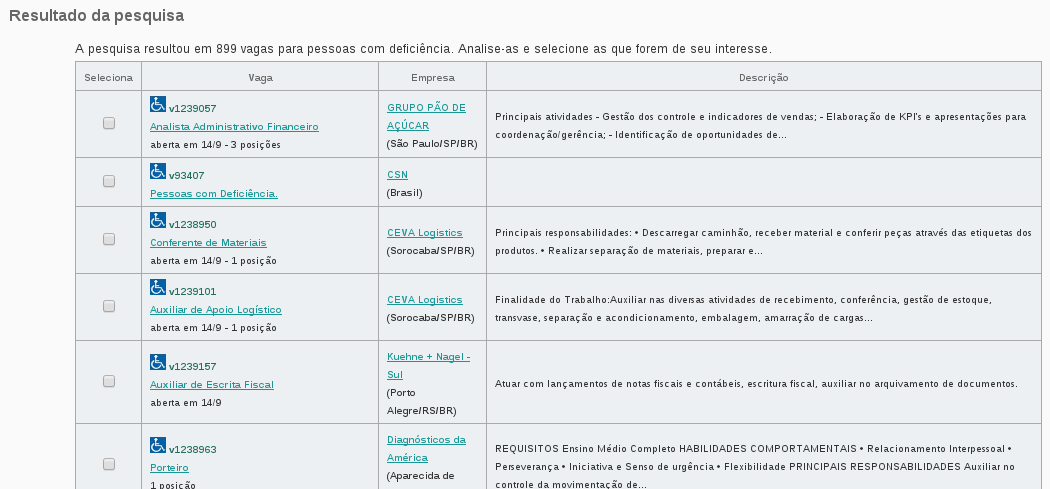 Resultado da pesquisa
A pesquisa resultou em 899 vagas para pessoas com deficiência. Analise-as e selecione as que forem de seu interesse.
Seleciona Vaga Empresa Descrição
v1239057
Analista Administrativo Financeiro
aberta em 14/9 - 3 posições
GRUPO PÃO DE
AÇÚCAR
(São Paulo/SP/BR)
Principais atividades - Gestão dos controle e indicadores de vendas; - Elaboração de KPI's e apresentações para
coordenação/gerência; - Identificação de oportunidades de...
v93407
Pessoas com Deficiência.
CSN
(Brasil)
v1238950
Conferente de Materiais
aberta em 14/9 - 1 posição
CEVA Logistics
(Sorocaba/SP/BR)
Principais responsabilidades: • Descarregar caminhão, receber material e conferir peças através das etiquetas dos
produtos. • Realizar separação de materiais, preparar e...
v1239101
Auxiliar de Apoio Logístico
aberta em 14/9 - 1 posição
CEVA Logistics
(Sorocaba/SP/BR)
Finalidade do Trabalho:Auxiliar nas diversas atividades de recebimento, conferência, gestão de estoque,
transvase, separação e acondicionamento, embalagem, amarração de cargas...
v1239157
Auxiliar de Escrita Fiscal
aberta em 14/9
Kuehne + Nagel -
Sul
(Porto
Alegre/RS/BR)
Atuar com lançamentos de notas fiscais e contábeis, escritura fiscal, auxiliar no arquivamento de documentos.
v1238963
Porteiro
1 posição
Diagnósticos da
América
(Aparecida de
REQUISITOS Ensino Médio Completo HABILIDADES COMPORTAMENTAIS • Relacionamento Interpessoal •
Perseverança • Iniciativa e Senso de urgência • Flexibilidade PRINCIPAIS RESPONSABILIDADES Auxiliar no
controle da movimentação de...